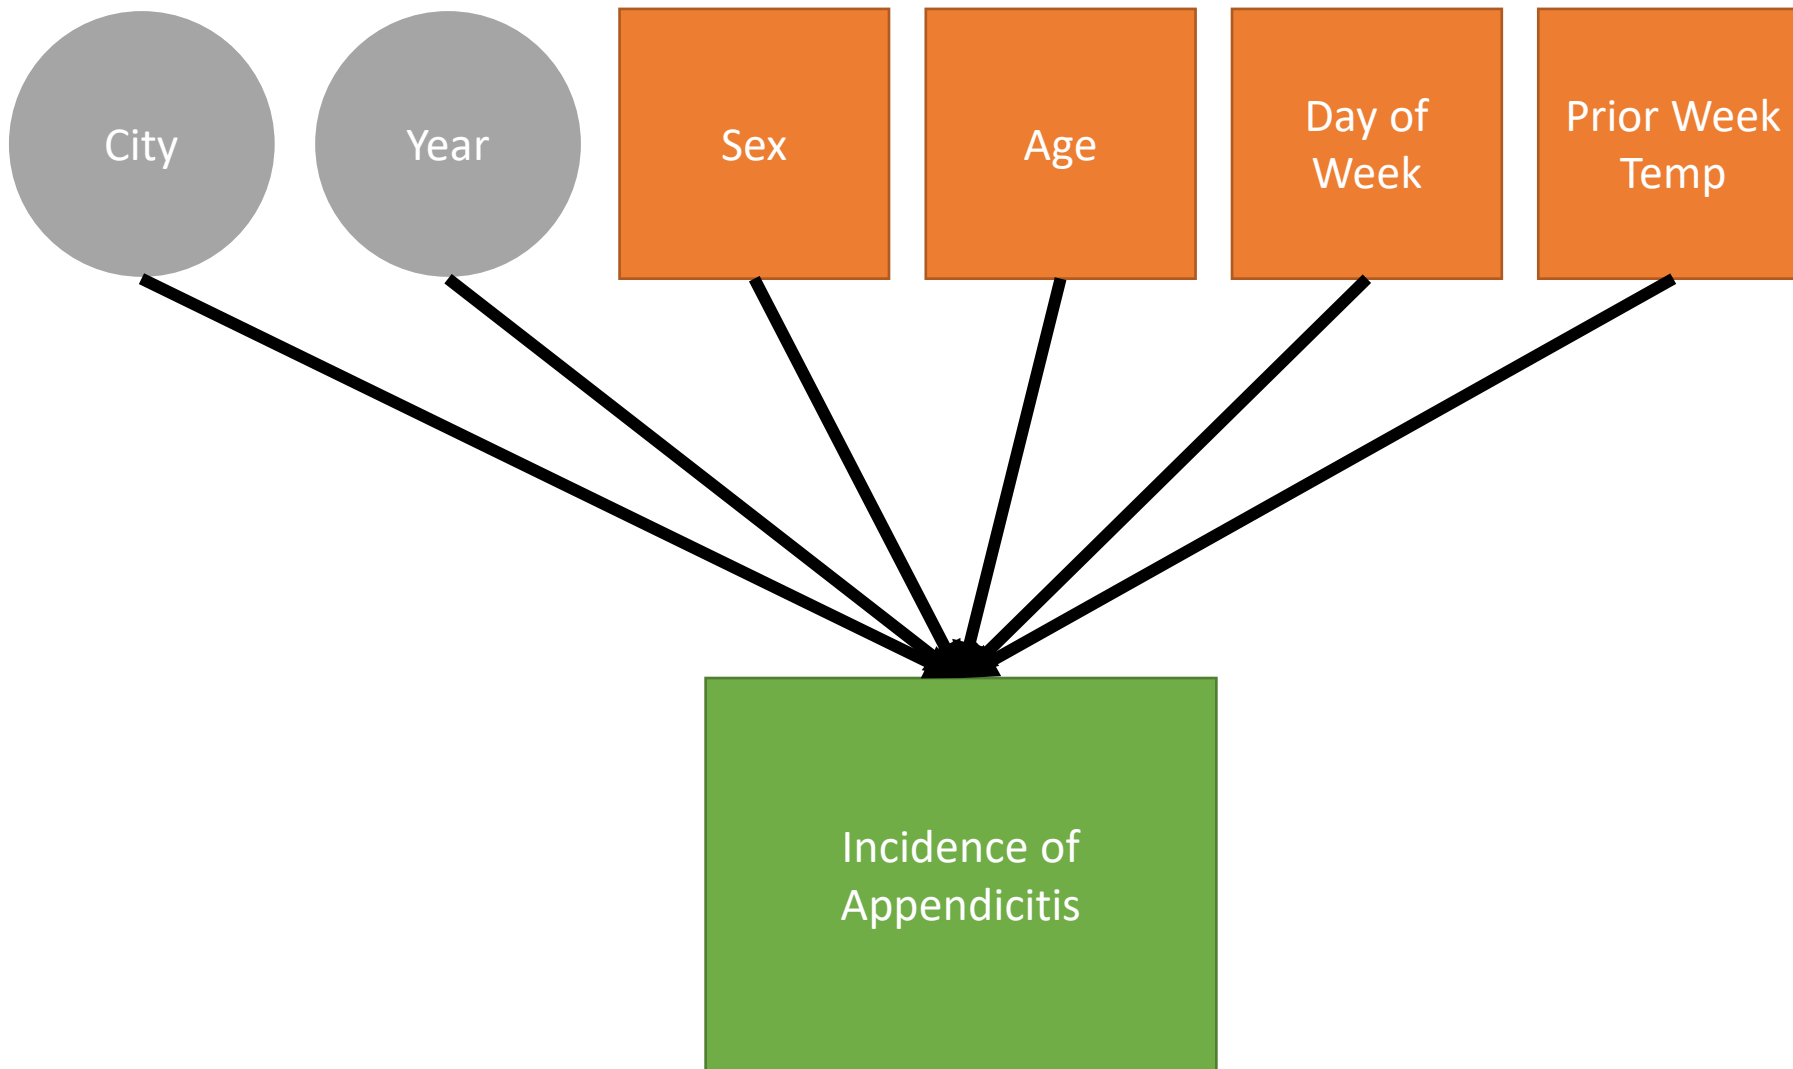 City
Year
Sex
Age
Day of
Week
Prior Week
Temp
Incidence of
Appendicitis